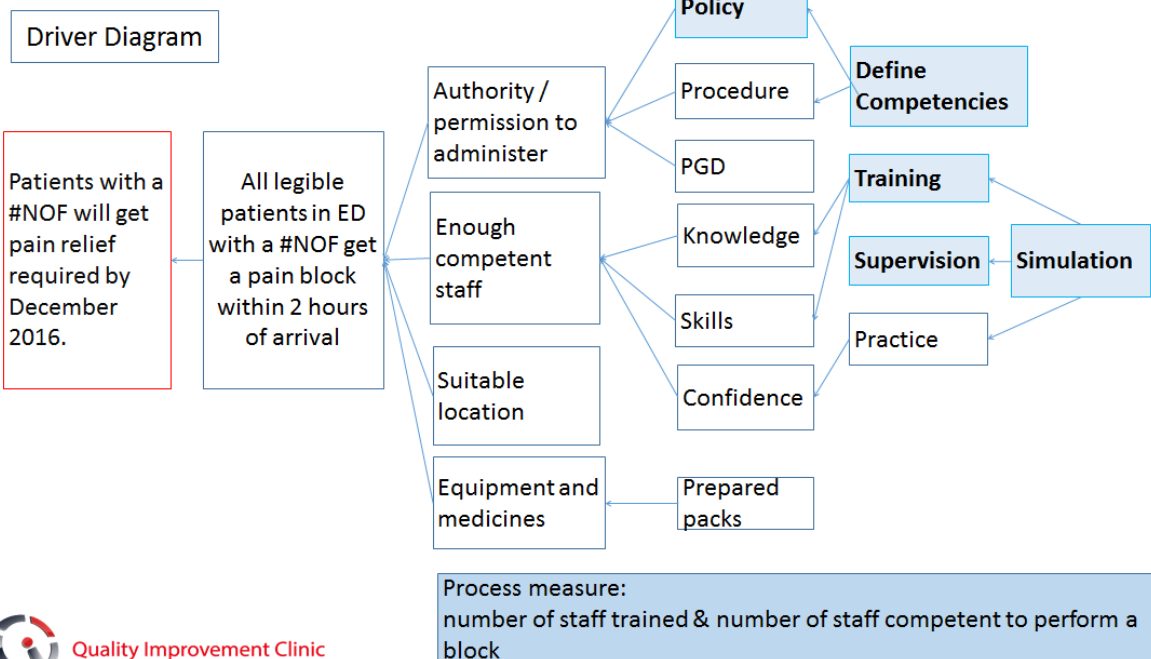 Driver Diagram
Patients with a
#NOF will get
pain relief
required by
December
2016.
All legible
patients in ED
with a #NOF get
a pain block
within 2 hours
of arrival
Authority /
permission to
administer
Enough
competent
staff
Suitable
location
Equipment and
medicines
Policy
Procedure
PGD
Knowledge
Skills
Confidence
Prepared
packs
Define
Competencies
Training
Supervision
Practice
Simulation
Process measure:
number of staff trained & number of staff competent to perform a
block
Quality Improvement Clinic